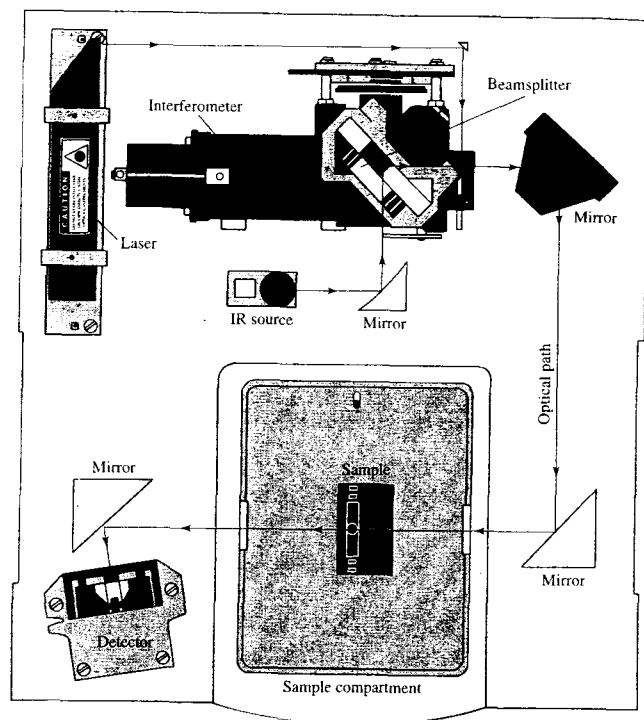 Interferometer
Beamsplitter
CAUTION
Laser
Mirror
IR source
Mirror
Optical path
Sample
Mirror
Mirror
Detector
Sample compartment